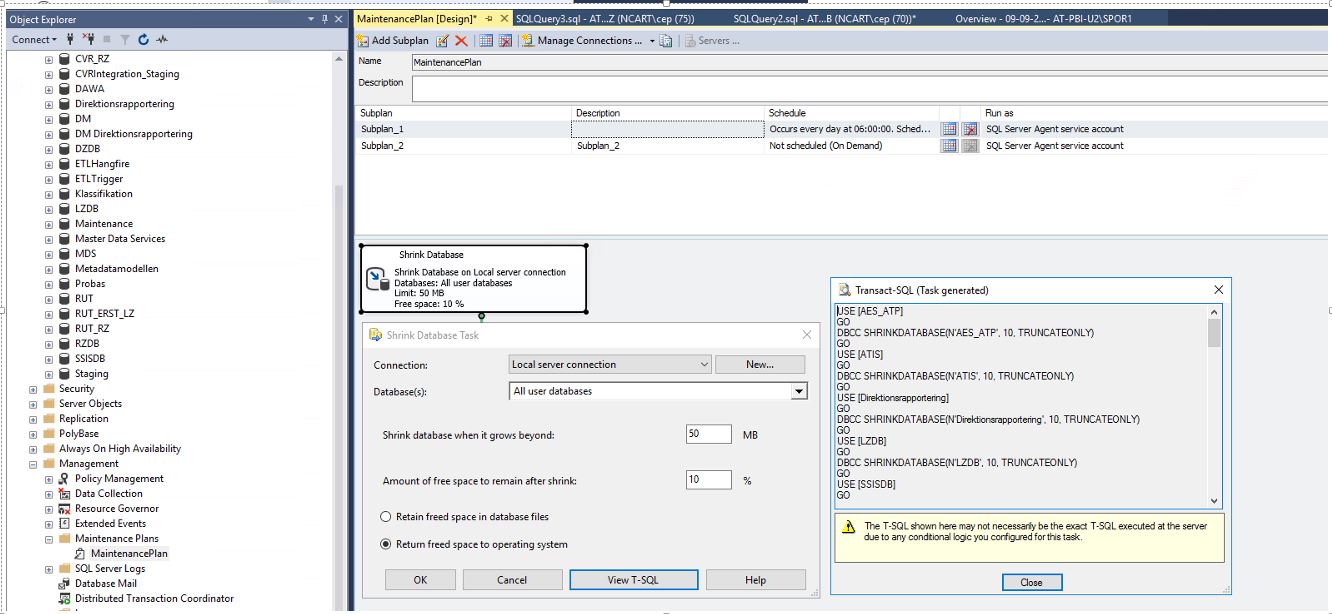 Object Explorer
Connect
CVR_RZ
CVRIntegration_Staging
DAWA
Direktionsrapportering
DM
DM Direktionsrapportering
DZDB
ETLHangfire
ETLTrigger
Klassifikation
LZDB
Maintenance
Master Data Services
MDS
Metadatamodellen
Probas
RUT
RUT_ERST_LZ
RUT_RZ
RZDB
SSISDB
Staging
Security
Server Objects
Replication
PolyBase
Always On High Availability
Management
Policy Management
Data Collection
Resource Governor
Extended Events
Maintenance Plans
MaintenancePlan
SQL Server Logs
Database Mail
Distributed Transaction Coordinator
MaintenancePlan [Design]*
SQLQuery3.sql - AT...Z (NCART\cep (75))
SQLQuery2.sql - AT...B (NCART\cep (70))*
Overview - 09-09-2...- AT-PBI-U2\SPOR1
Add Subplan
Manage Connections ...
Servers ...
Name MaintenancePlan
Description
Subplan Description Schedule Run as
Subplan_1 Occurs every day at 06:00:00. Sched... SQL Server Agent service account
Subplan_2 Subplan_2 Not scheduled (On Demand) SQL Server Agent service account
Shrink Database
Shrink Database on Local server connection
Databases: All user databases
Limit: 50 MB
Free space: 10 %
Shrink Database Task
Connection: Local server connection New...
Database(s): All user databases
Shrink database when it grows beyond: 50 MB
Amount of free space to remain after shrink: 10 %
Retain freed space in database files
Return freed space to operating system
OK Cancel View T-SQL Help
Transact-SQL (Task generated)
USE [AES_ATP]
GO
DBCC SHRINKDATABASE(N'AES_ATP', 10, TRUNCATEONLY)
GO
USE [ATIS]
GO
DBCC SHRINKDATABASE(N'ATIS', 10, TRUNCATEONLY)
GO
USE [Direktionsrapportering]
GO
DBCC SHRINKDATABASE(N'Direktionsrapportering', 10, TRUNCATEONLY)
GO
USE [LZDB]
GO
DBCC SHRINKDATABASE(N'LZDB', 10, TRUNCATEONLY)
GO
USE [SSISDB]
GO
The T-SQL shown here may not necessarily be the exact T-SQL executed at the server
due to any conditional logic you configured for this task.
Close